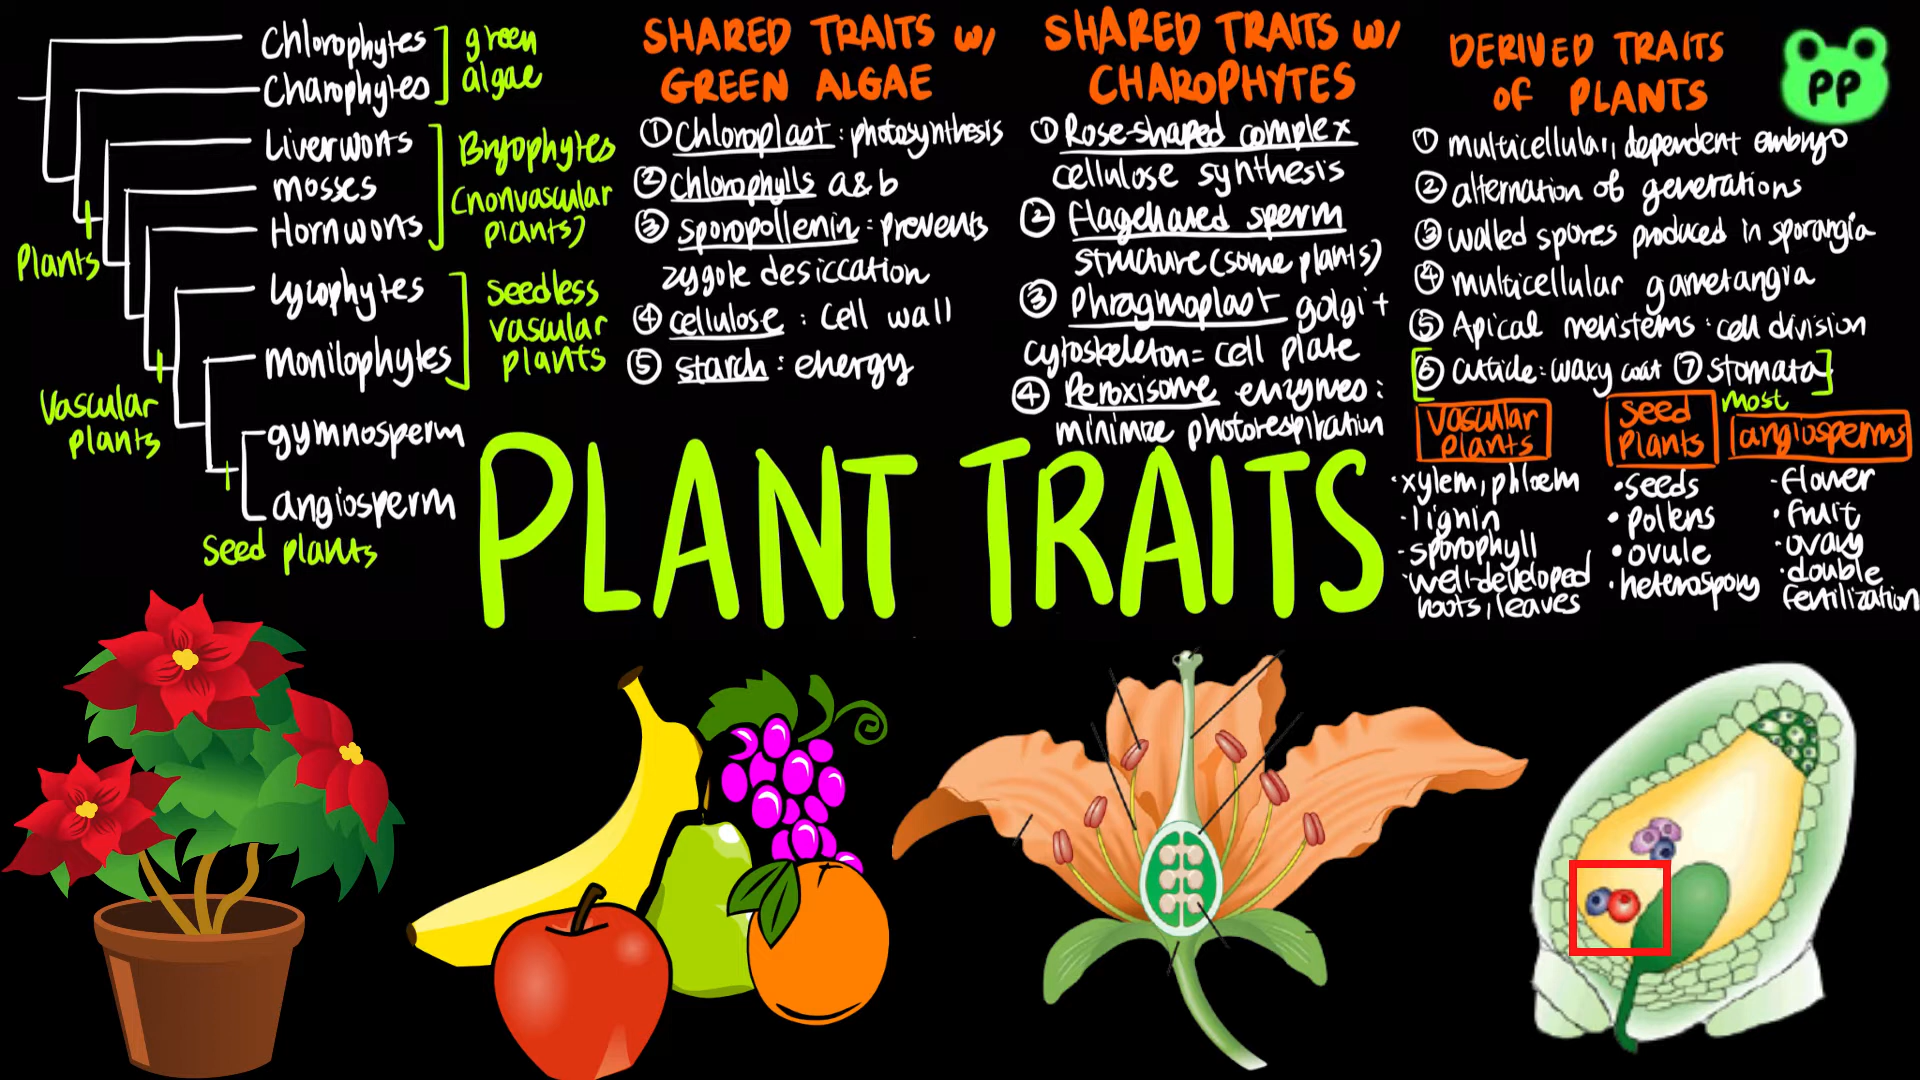 Chlorophytes
Charophytes
green
algae
Liverworts
mosses
Hornworts
Bryophytes
(nonvascular
plants)
Plants
Lycophytes
monilophytes
seedless
vascular
plants
Vascular
plants
gymnosperm
angiosperm
Seed plants
SHARED TRAITS w/
GREEN ALGAE
① Chloroplast : photosynthesis
② chlorophylls a & b
③ sporopollenin : prevents
zygote desiccation
④ cellulose : cell wall
⑤ starch : energy
SHARED TRAITS w/
CHAROPHYTES
① Rose-shaped complex
cellulose synthesis
② flagellated sperm
structure (some plants)
③ Phragmoplast golgi +
cytoskeleton = cell plate
④ Peroxisome enzymes :
minimize photorespiration
DERIVED TRAITS
of PLANTS
PP
① multicellular, dependent embryo
② alternation of generations
③ walled spores produced in sporangia
④ multicellular gametangia
⑤ Apical meristems : cell division
[⑥ cuticle : waxy coat ⑦ stomata]
most
vascular
plants
· xylem, phloem
· lignin
· sporophyll
· well-developed
roots, leaves
seed
plants
· seeds
· pollens
· ovule
· heterospory
angiosperms
· flower
· fruit
· ovary
· double
fertilization
PLANT TRAITS